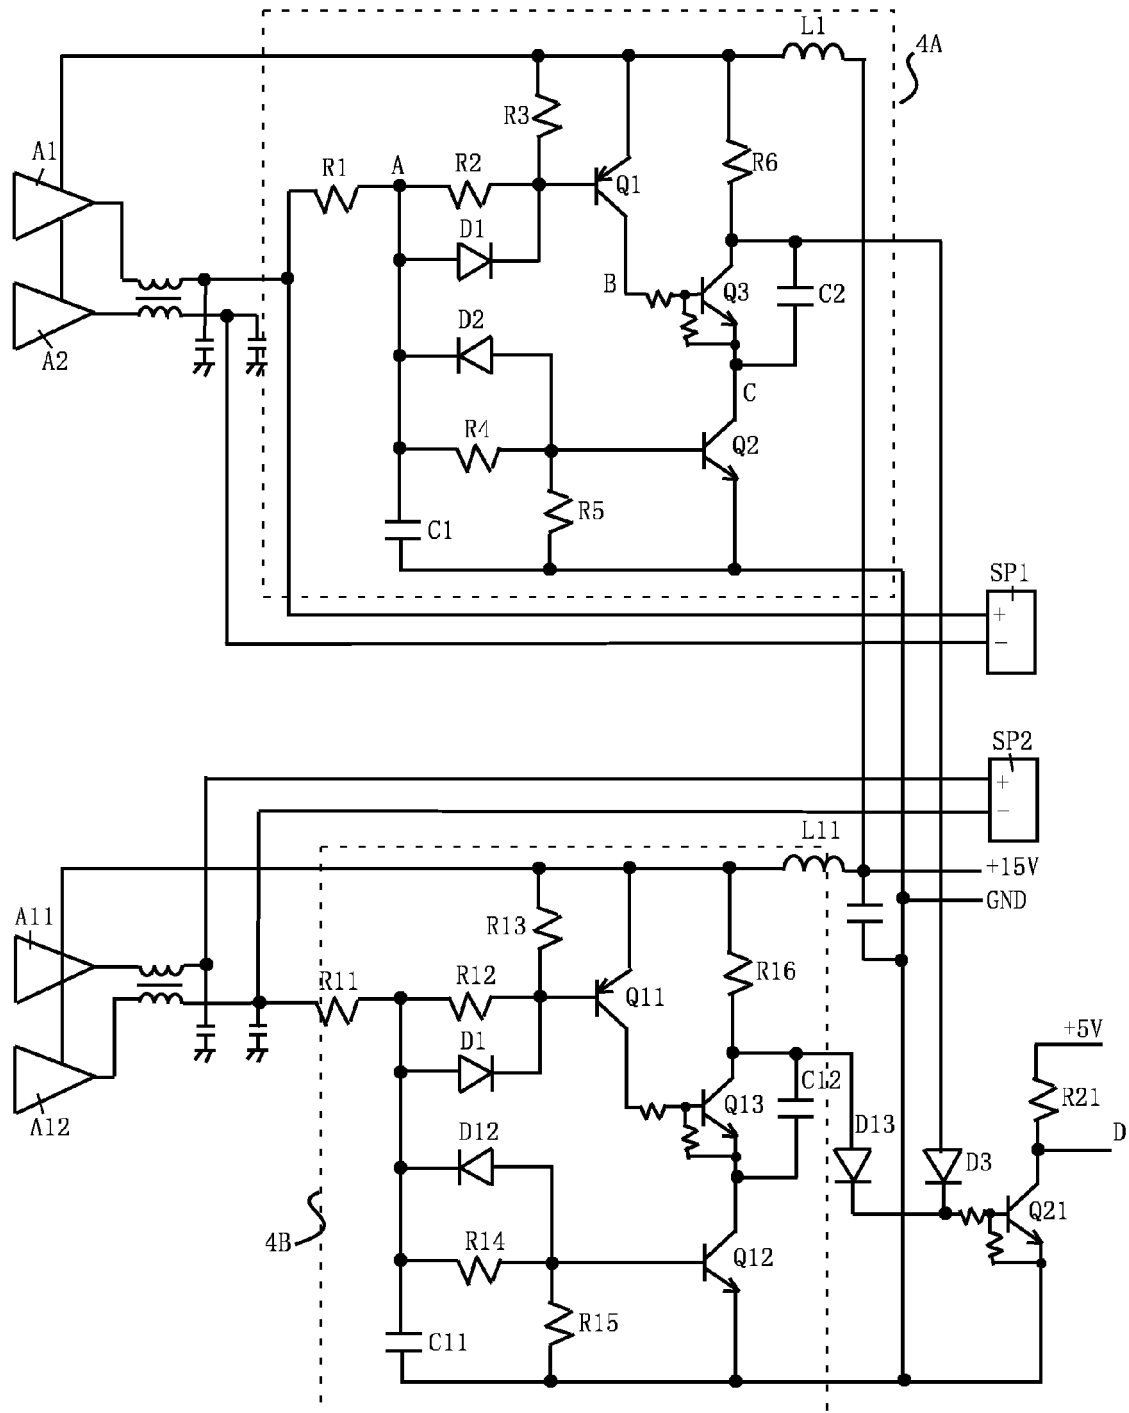 L1
4A
R3
A1
R1
A
R2
R6
Q1
D1
B
Q3
C2
D2
A2
C
R4
Q2
R5
C1
SP1
+
−
SP2
+
−
L11
+15V
GND
A11
R13
R11
R12
Q11
R16
+5V
D1
C12
Q13
R21
A12
D12
D13
D
D3
4B
R14
Q12
Q21
R15
C11